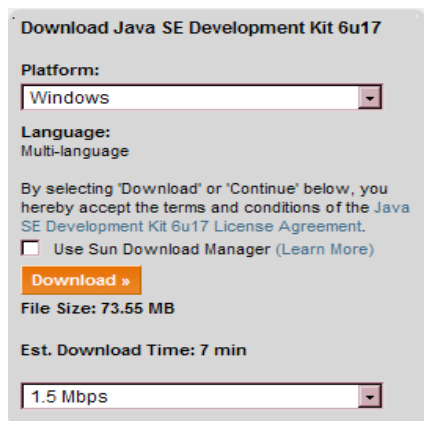 Download Java SE Development Kit 6u17
Platform:
Windows
Language:
Multi-language
By selecting 'Download' or 'Continue' below, you
hereby accept the terms and conditions of the Java
SE Development Kit 6u17 License Agreement.
Use Sun Download Manager (Learn More)
Download »
File Size: 73.55 MB
Est. Download Time: 7 min
1.5 Mbps